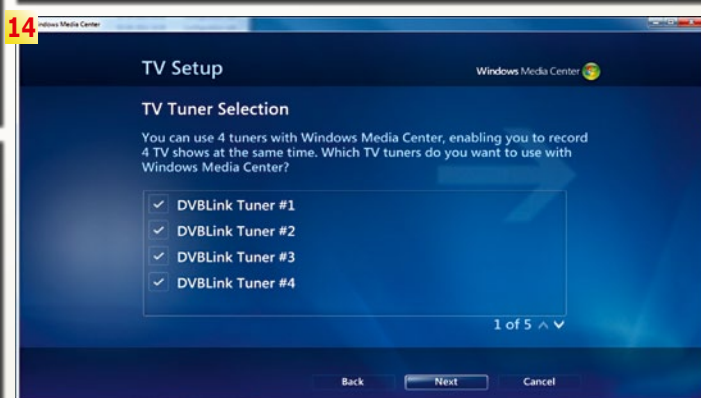 14
Windows Media Center
TV Setup
Windows Media Center
TV Tuner Selection
You can use 4 tuners with Windows Media Center, enabling you to record
4 TV shows at the same time. Which TV tuners do you want to use with
Windows Media Center?
DVBLink Tuner #1
DVBLink Tuner #2
DVBLink Tuner #3
DVBLink Tuner #4
1 of 5
Back Next Cancel